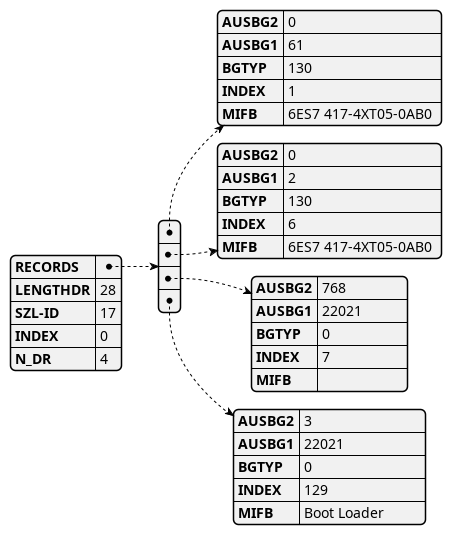 AUSBG2 0
AUSBG1 61
BGTYP 130
INDEX 1
MIFB 6ES7 417-4XT05-0AB0
AUSBG2 0
AUSBG1 2
BGTYP 130
INDEX 6
MIFB 6ES7 417-4XT05-0AB0
RECORDS
LENGTHDR 28
SZL-ID 17
INDEX 0
N_DR 4
AUSBG2 768
AUSBG1 22021
BGTYP 0
INDEX 7
MIFB
AUSBG2 3
AUSBG1 22021
BGTYP 0
INDEX 129
MIFB Boot Loader